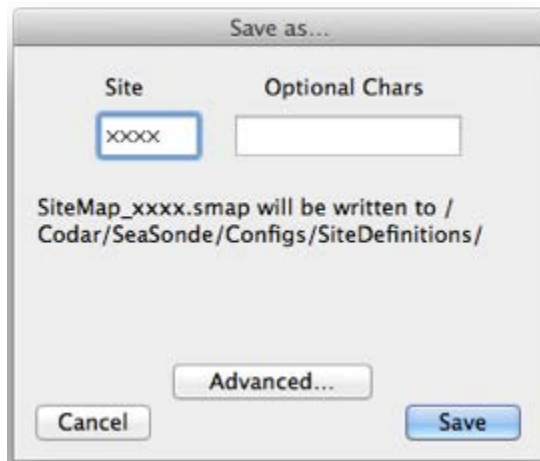 Save as...
Site Optional Chars
xxxx
SiteMap_xxxx.smap will be written to /
Codar/SeaSonde/Configs/SiteDefinitions/
Advanced...
Cancel Save